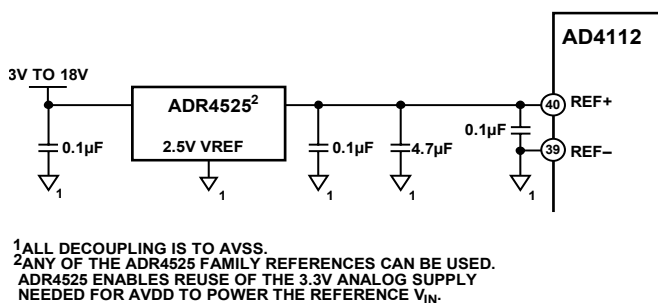 AD4112
3V TO 18V
ADR4525²
2.5V VREF
40 REF+
39 REF–
0.1µF
0.1µF
4.7µF
0.1µF
1
1
1
1
1
¹ALL DECOUPLING IS TO AVSS.
²ANY OF THE ADR4525 FAMILY REFERENCES CAN BE USED.
ADR4525 ENABLES REUSE OF THE 3.3V ANALOG SUPPLY
NEEDED FOR AVDD TO POWER THE REFERENCE VIN.